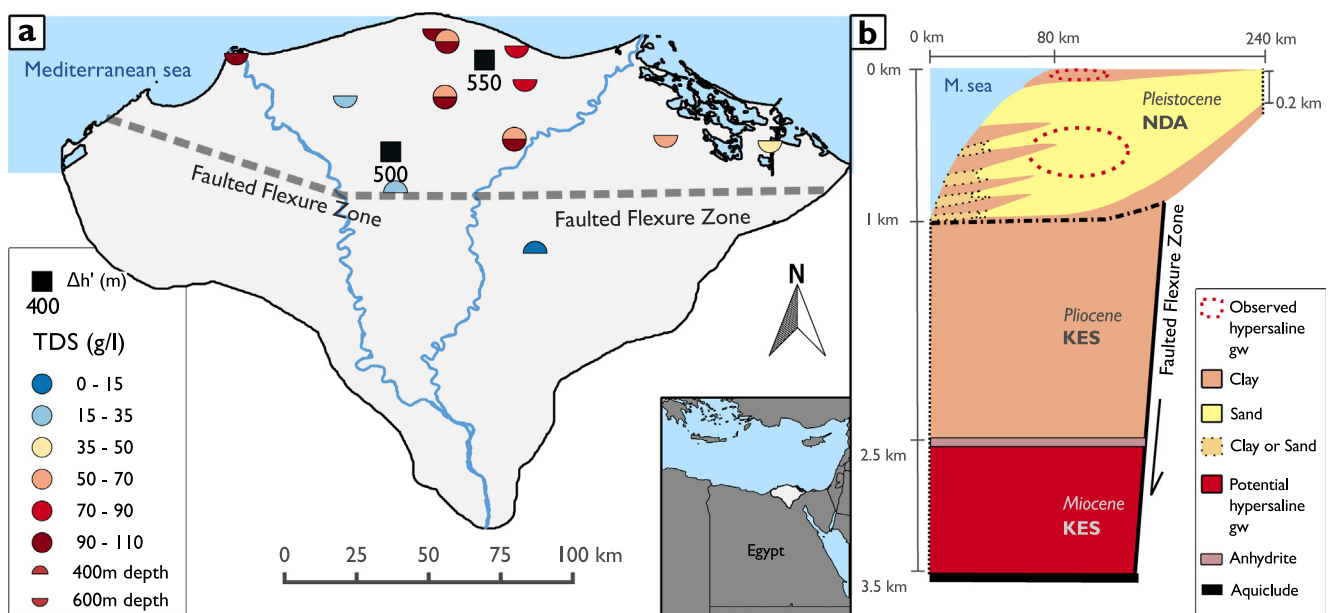 a
Mediterranean sea
550
500
Faulted Flexure Zone
Faulted Flexure Zone
Δh' (m)
400
TDS (g/l)
0 - 15
15 - 35
35 - 50
50 - 70
70 - 90
90 - 110
400m depth
600m depth
0 25 50 75 100 km
N
Egypt
b
0 km 80 km 240 km
0 km
M. sea
Pleistocene
NDA
0.2 km
1 km
Pliocene
KES
Faulted Flexure Zone
2.5 km
Miocene
KES
3.5 km
Observed
hypersaline
gw
Clay
Sand
Clay or Sand
Potential
hypersaline
gw
Anhydrite
Aquiclude